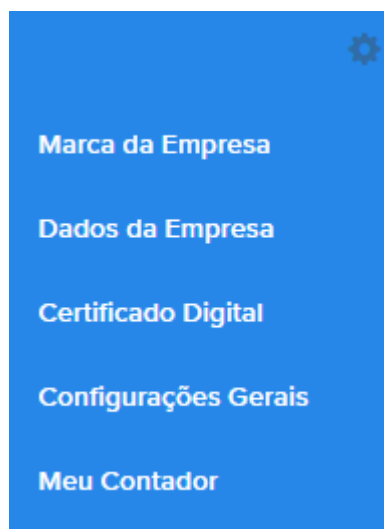 Marca da Empresa
Dados da Empresa
Certificado Digital
Configurações Gerais
Meu Contador